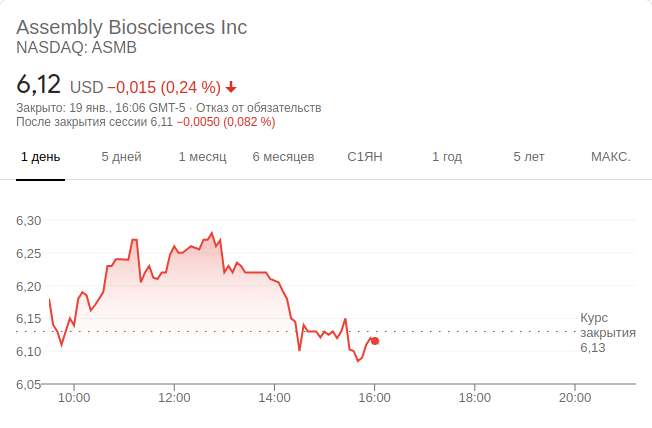 Assembly Biosciences Inc
NASDAQ: ASMB
6,12 USD −0,015 (0,24 %)
Закрыто: 19 янв., 16:06 GMT-5 · Отказ от обязательств
После закрытия сессии 6,11 −0,0050 (0,082 %)
1 день 5 дней 1 месяц 6 месяцев С1ЯН 1 год 5 лет МАКС.
6,30
6,25
6,20
6,15
6,10
6,05
Курс
закрытия
6,13
10:00 12:00 14:00 16:00 18:00 20:00